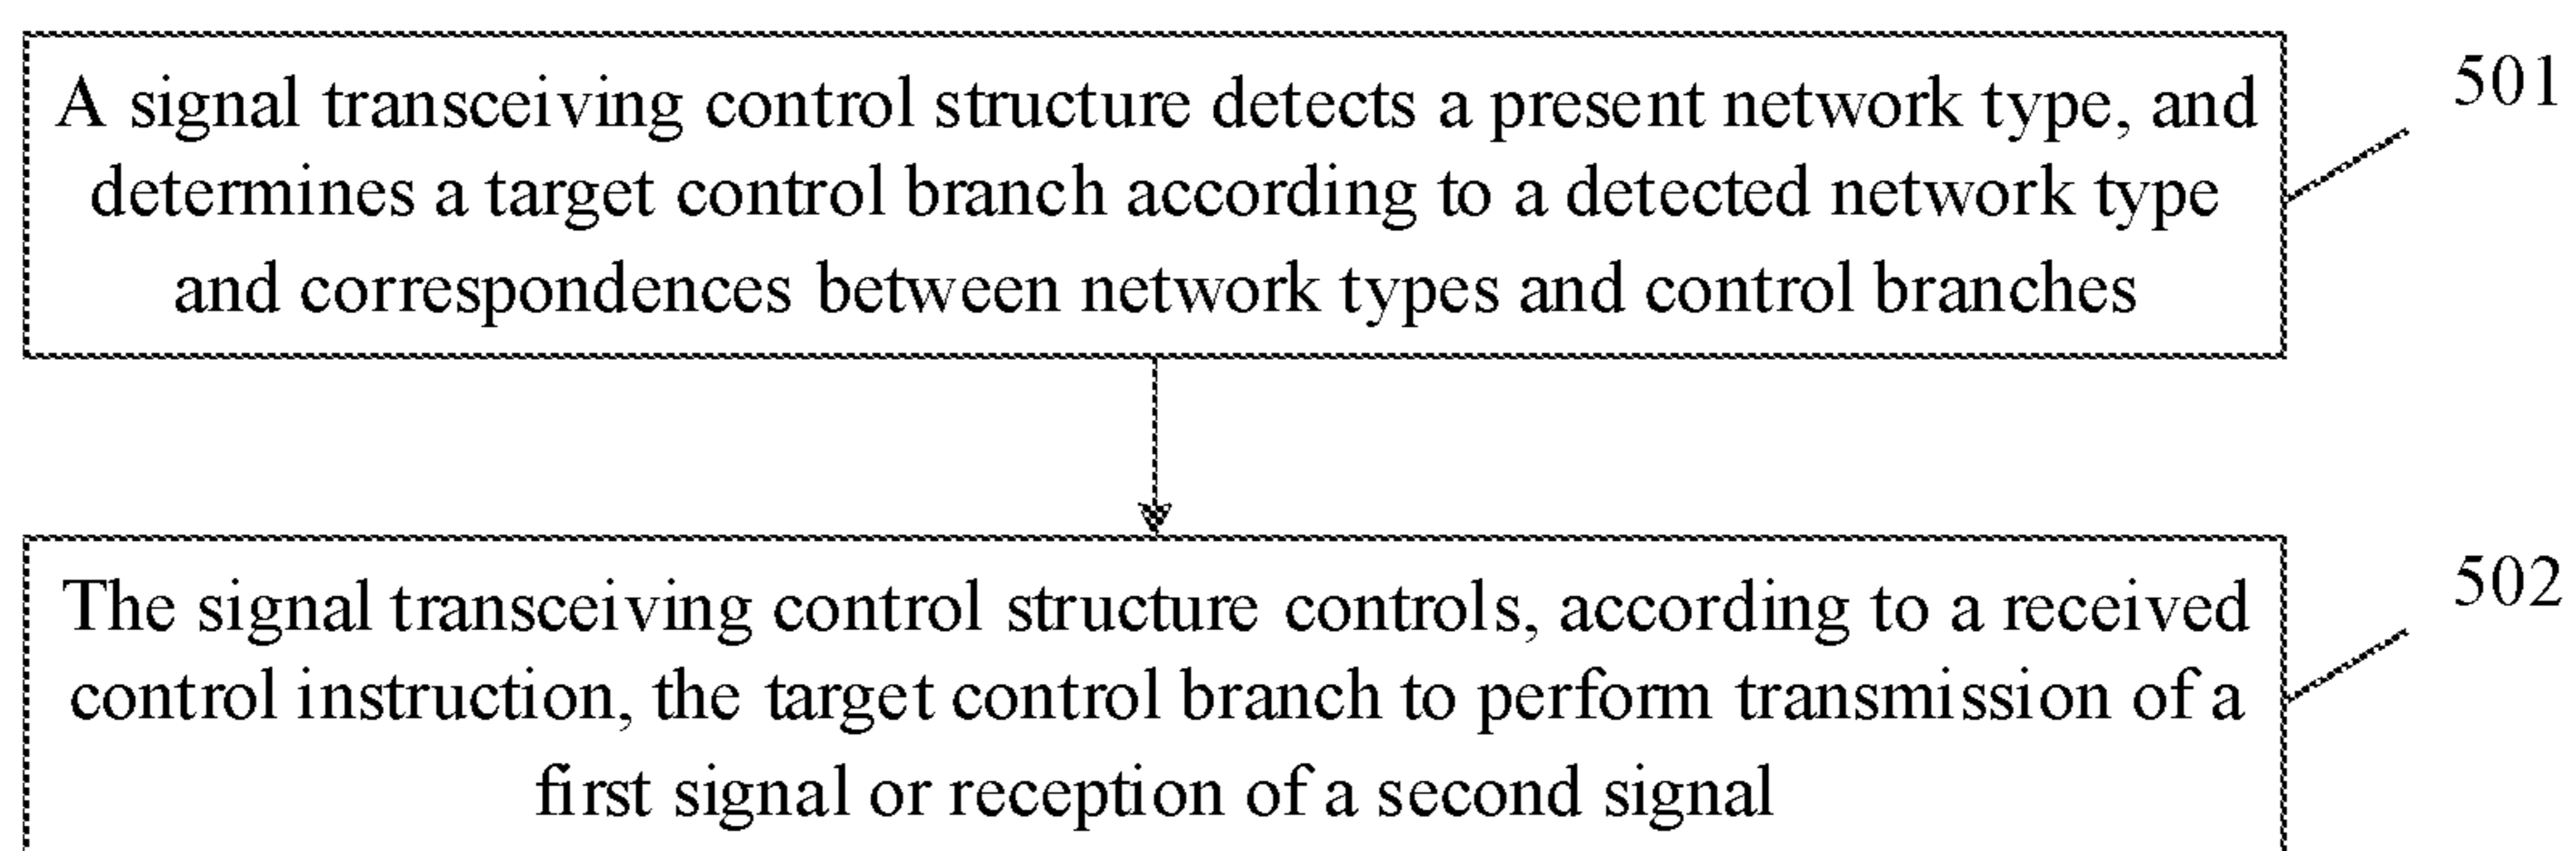 A signal transceiving control structure detects a present network type, and
determines a target control branch according to a detected network type
and correspondences between network types and control branches
501
The signal transceiving control structure controls, according to a received
control instruction, the target control branch to perform transmission of a
first signal or reception of a second signal
502